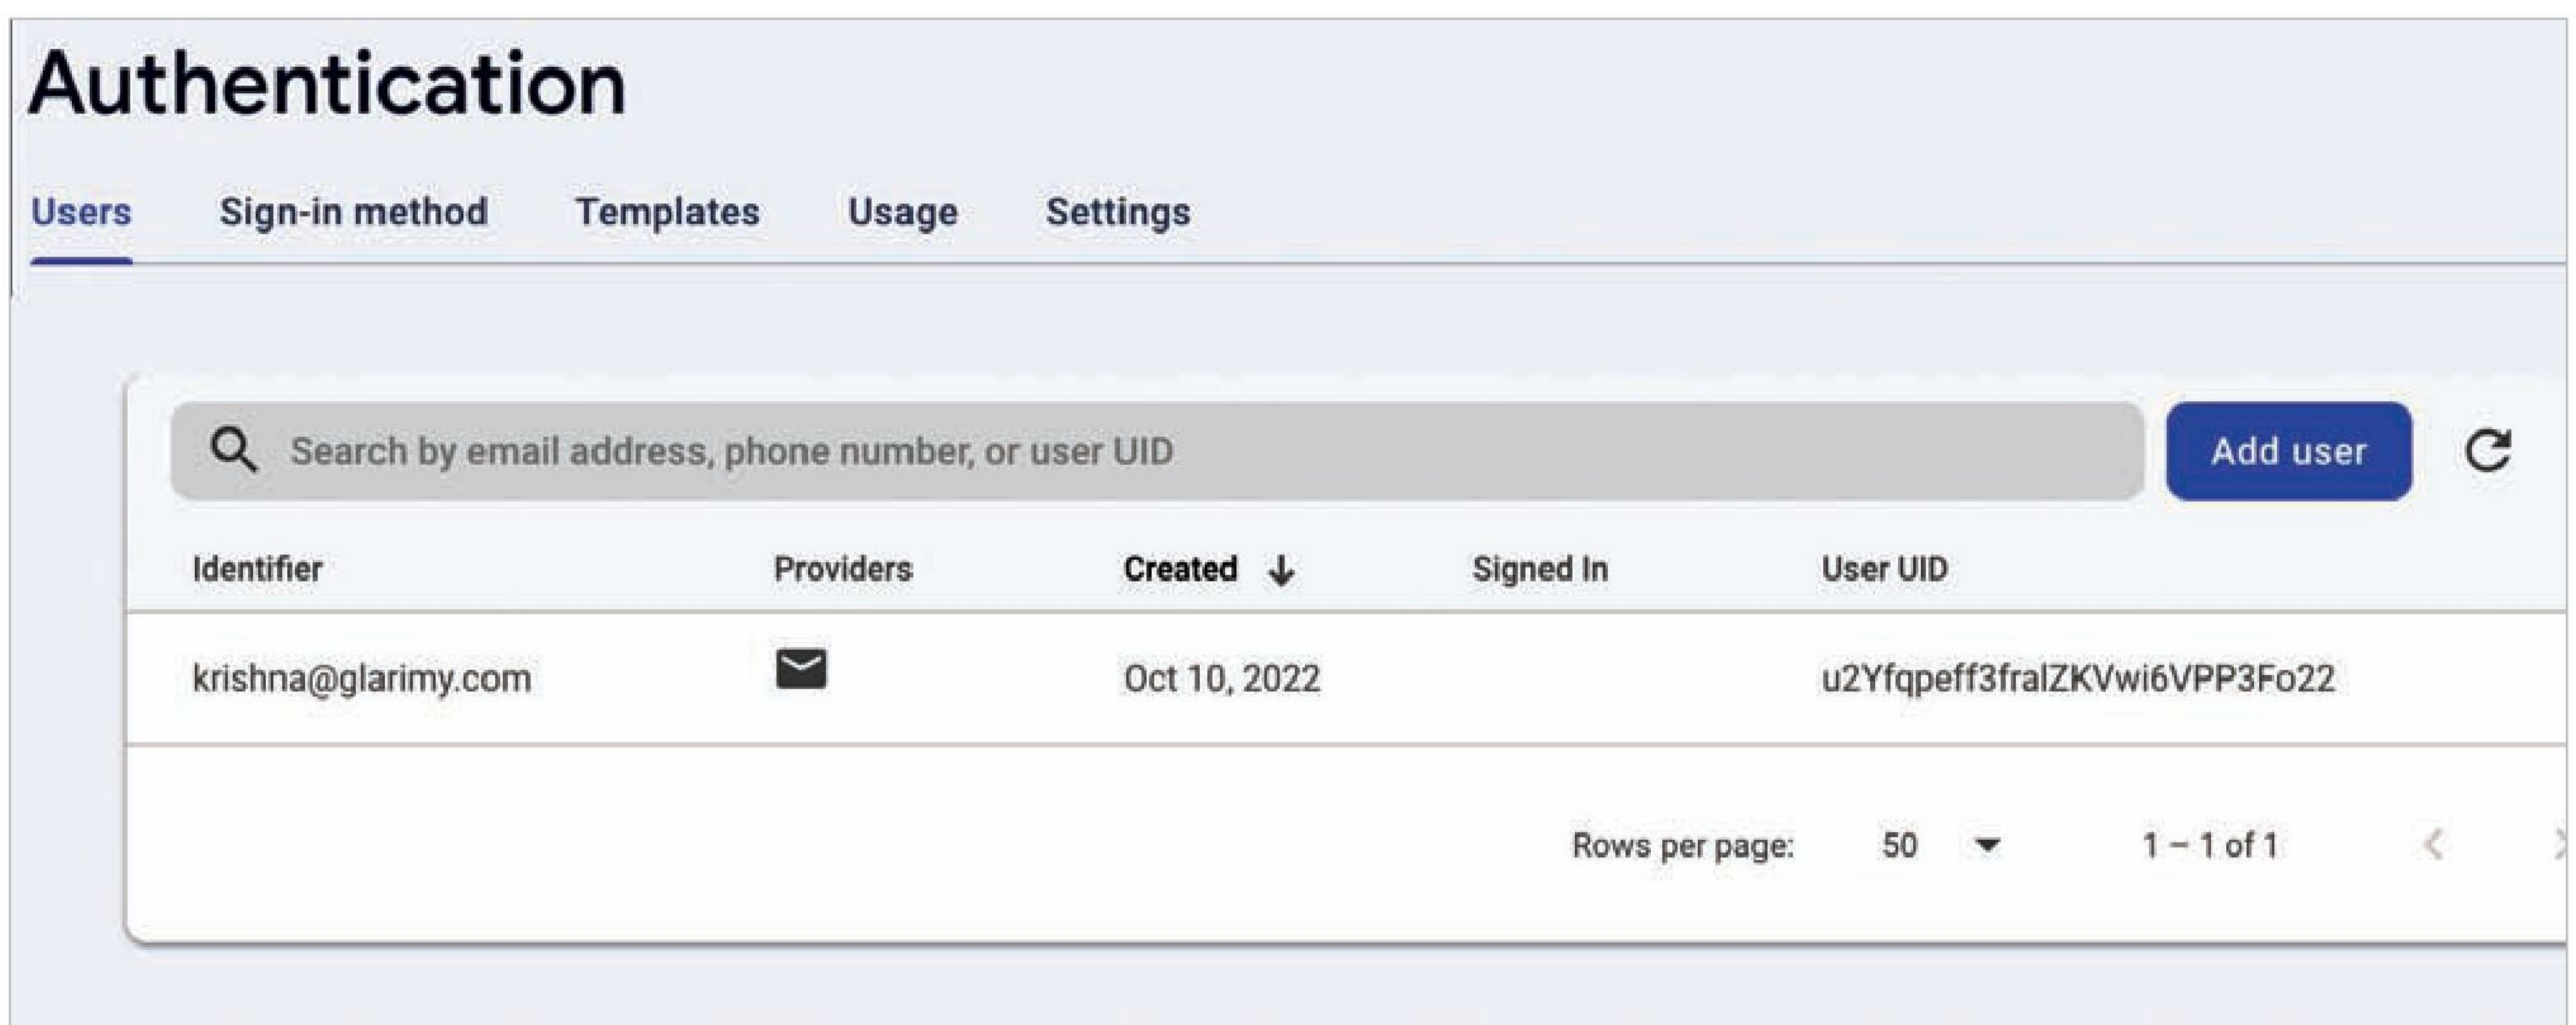 Authentication
Users Sign-in method Templates Usage Settings
Search by email address, phone number, or user UID Add user
Identifier Providers Created Signed In User UID
krishna@glarimy.com Oct 10, 2022 u2Yfqpeff3fralZKVwi6VPP3Fo22
Rows per page: 50 1 – 1 of 1